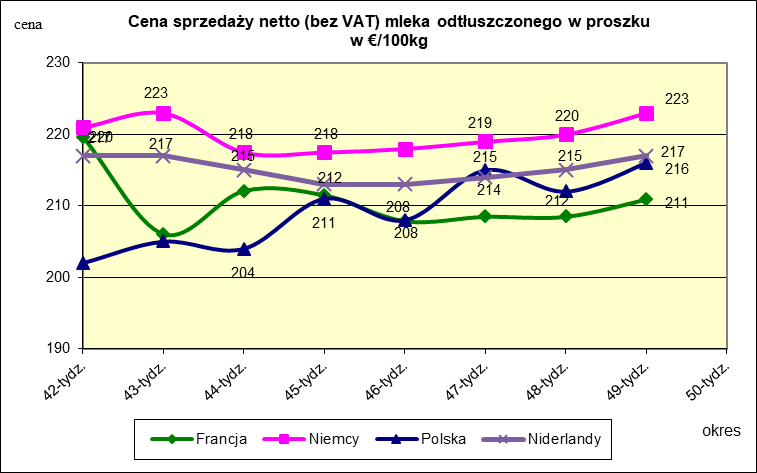 cena
Cena sprzedaży netto (bez VAT) mleka odtłuszczonego w proszku
w €/100kg
230
220
210
200
190
223
218
218
219
220
223
220
217
217
215
212
208
215
215
217
216
214
212
211
211
208
204
42-tydz.
43-tydz.
44-tydz.
45-tydz.
46-tydz.
47-tydz.
48-tydz.
49-tydz.
50-tydz.
okres
Francja Niemcy Polska Niderlandy